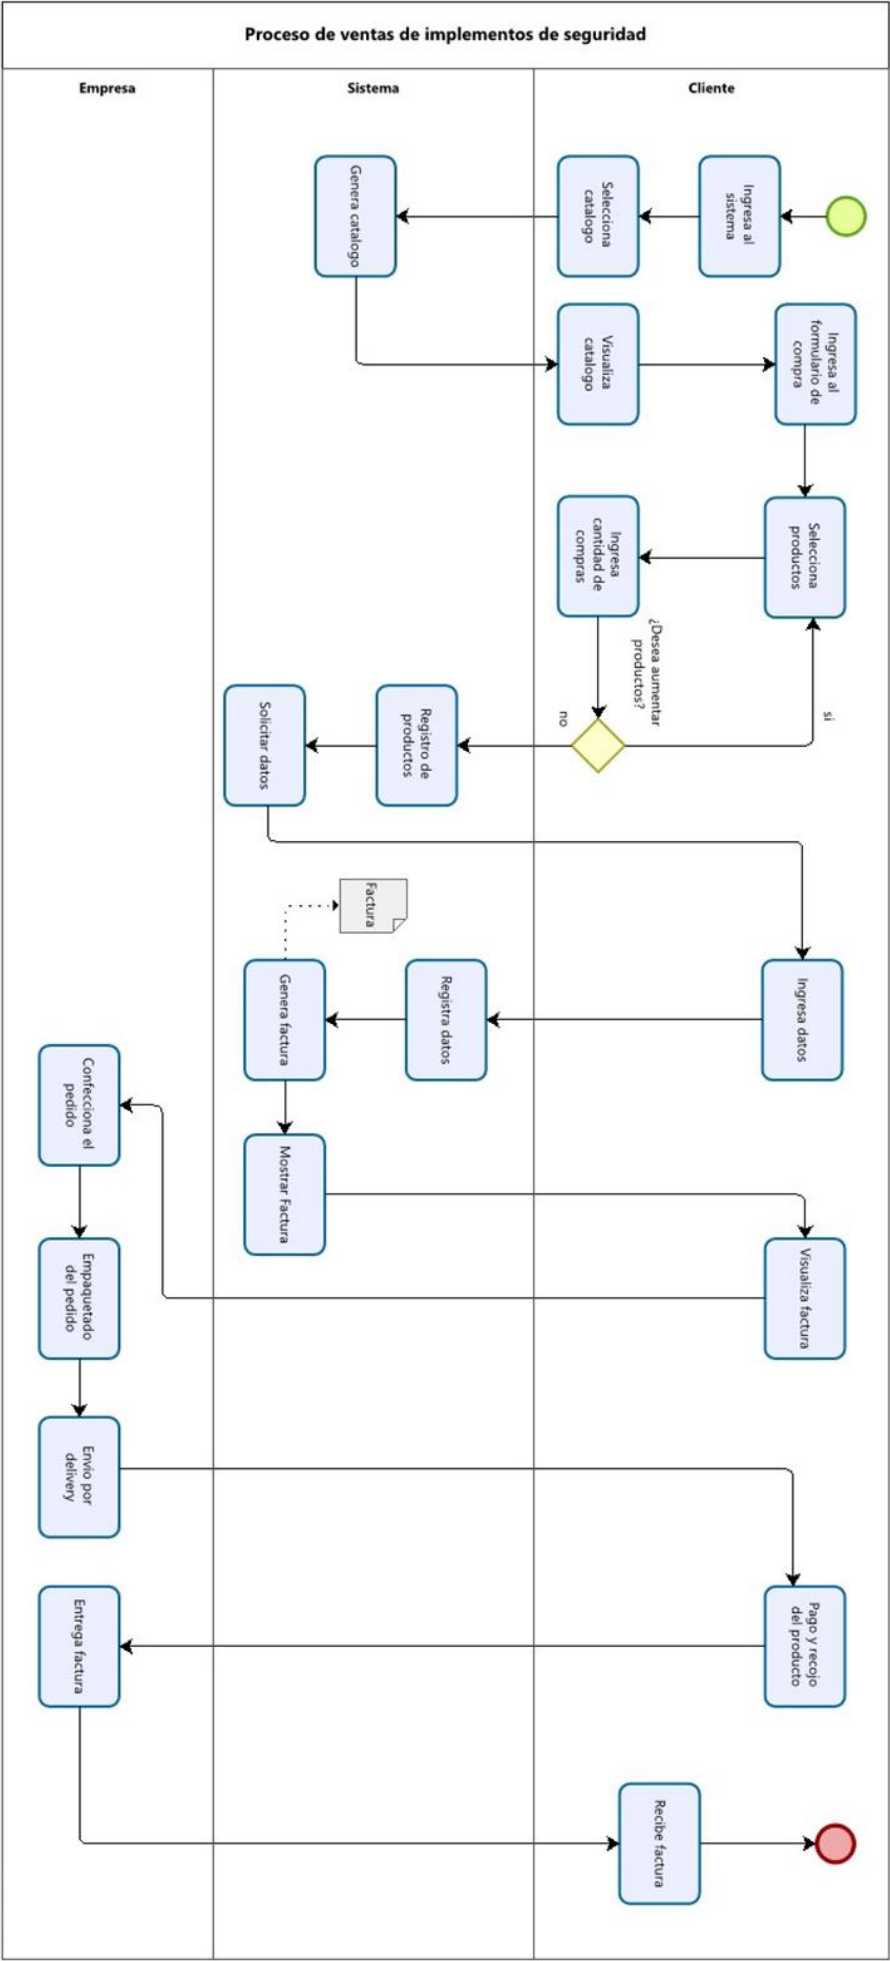 Proceso de ventas de implementos de seguridad
Empresa
Sistema
Cliente
Ingresa al
sistema
Selecciona
catalogo
Genera catalogo
Visualiza
catalogo
Ingresa al
formulario de
compra
Selecciona
productos
Ingresa
cantidad de
compras
¿Desea aumentar
productos?
si
no
Registro de
productos
Solicitar datos
Ingresa datos
Registra datos
Genera factura
Factura
Mostrar Factura
Visualiza factura
Confecciona el
pedido
Empaquetado
del pedido
Envio por
delivery
Pago y recojo
del producto
Entrega factura
Recibe factura